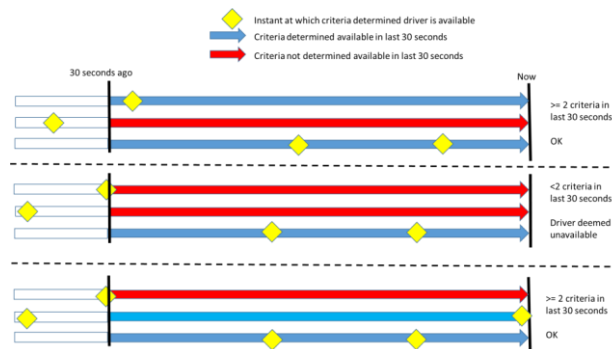 Instant at which criteria determined driver is available
Criteria determined available in last 30 seconds
Criteria not determined available in last 30 seconds
30 seconds ago
Now
>= 2 criteria in
last 30 seconds
OK
<2 criteria in
last 30 seconds
Driver deemed
unavailable
>= 2 criteria in
last 30 seconds
OK